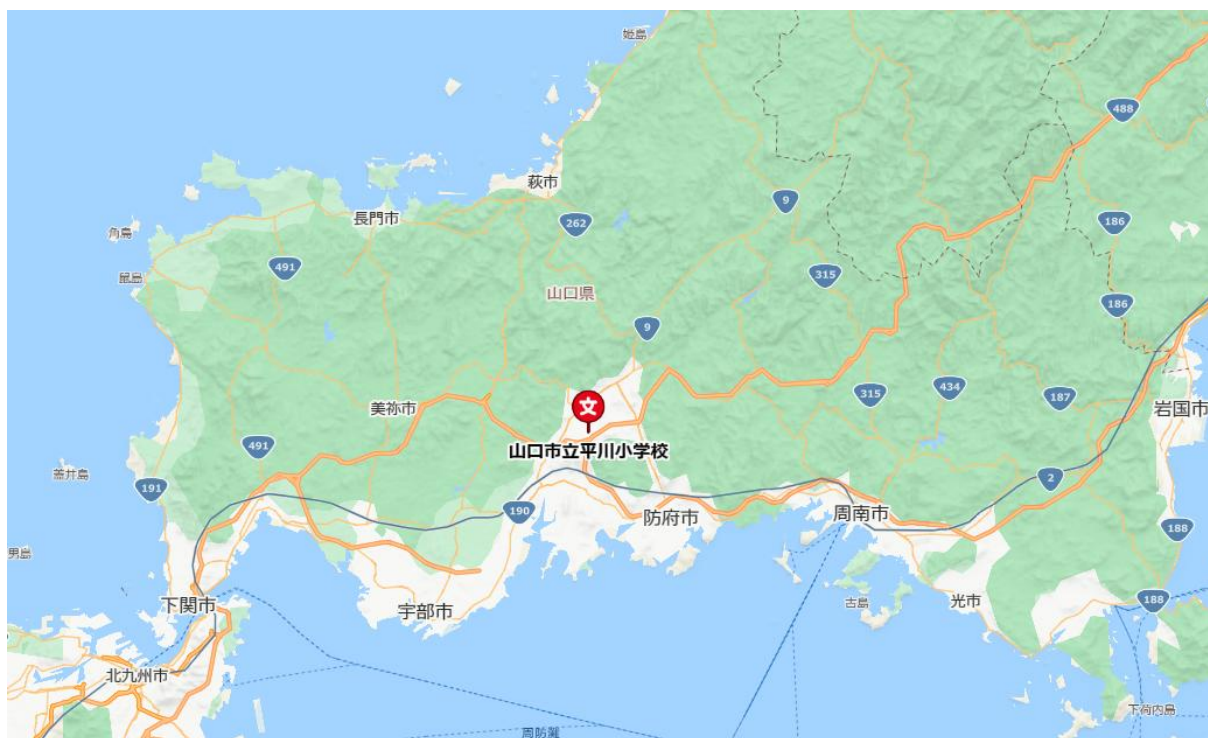 姫島
488
萩市
9
長門市
262
186
角島
491
315
鼠島
山口県
186
9
文
美祢市
315
434
187
岩国市
491
山口市立平川小学校
蓋井島
191
2
190
防府市
周南市
188
男島
下関市
宇部市
古島
光市
188
北九州市
下荷内島
周防灘